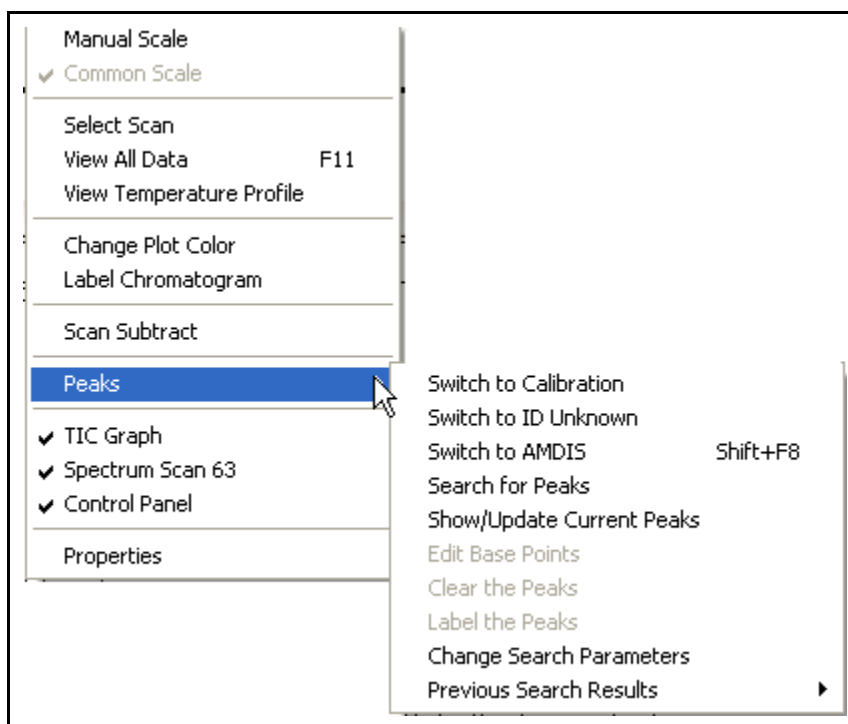 Manual Scale
Common Scale
Select Scan
View All Data F11
View Temperature Profile
Change Plot Color
Label Chromatogram
Scan Subtract
Peaks
TIC Graph
Spectrum Scan 63
Control Panel
Properties
Switch to Calibration
Switch to ID Unknown
Switch to AMDIS Shift+F8
Search for Peaks
Show/Update Current Peaks
Edit Base Points
Clear the Peaks
Label the Peaks
Change Search Parameters
Previous Search Results